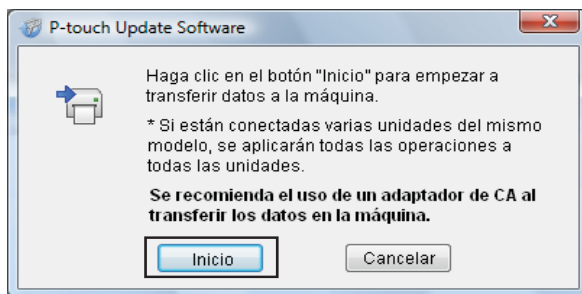 P-touch Update Software
Haga clic en el botón "Inicio" para empezar a
transferir datos a la máquina.
* Si están conectadas varias unidades del mismo
modelo, se aplicarán todas las operaciones a
todas las unidades.
Se recomienda el uso de un adaptador de CA al
transferir los datos en la máquina.
Inicio
Cancelar